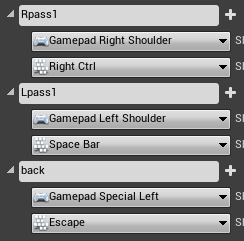 Rpass1
Gamepad Right Shoulder
Right Ctrl
Lpass1
Gamepad Left Shoulder
Space Bar
back
Gamepad Special Left
Escape